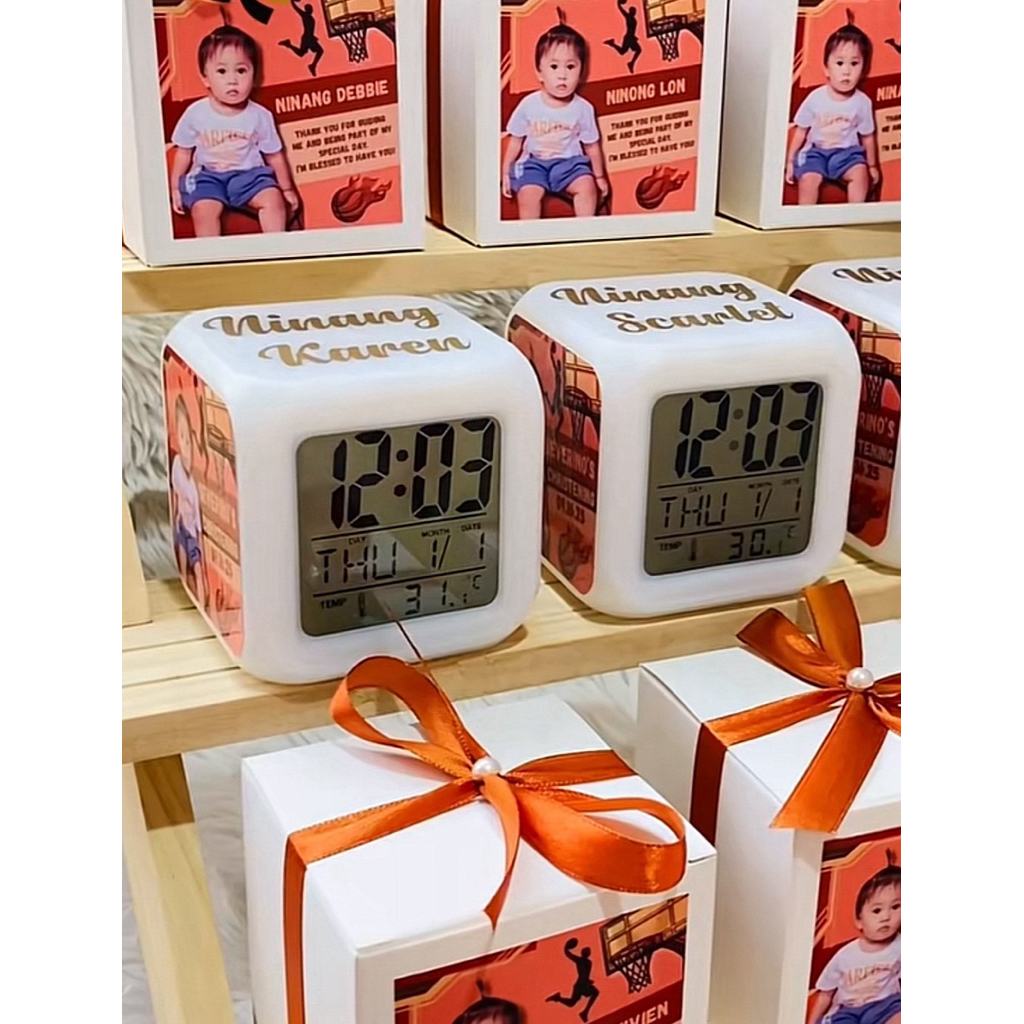 NINANG DEBBIE
THANK YOU FOR GUIDING
ME AND BEING PART OF MY
SPECIAL DAY.
I'M BLESSED TO HAVE YOU!
NINONG LON
THANK YOU FOR GUIDING
ME AND BEING PART OF MY
SPECIAL DAY.
I'M BLESSED TO HAVE YOU!
Ninang
Karen
12:03
DAY MONTH DATE
THU 1/ 1
TEMP 31. °C
Ninang
Scarlet
12:03
DAY MONTH DATE
THU 1/ 1
TEMP 30. °C